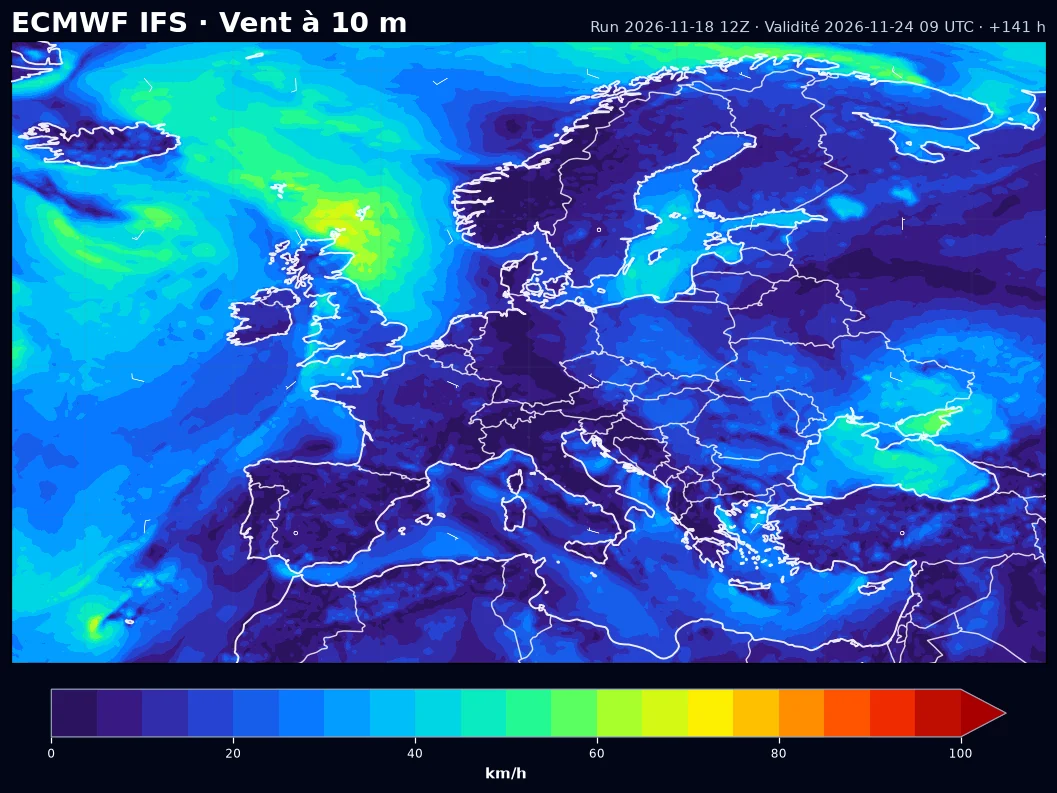 ECMWF IFS · Vent à 10 m
Run 2026-11-18 12Z · Validité 2026-11-24 09 UTC · +141 h
0 20 40 60 80 100
km/h